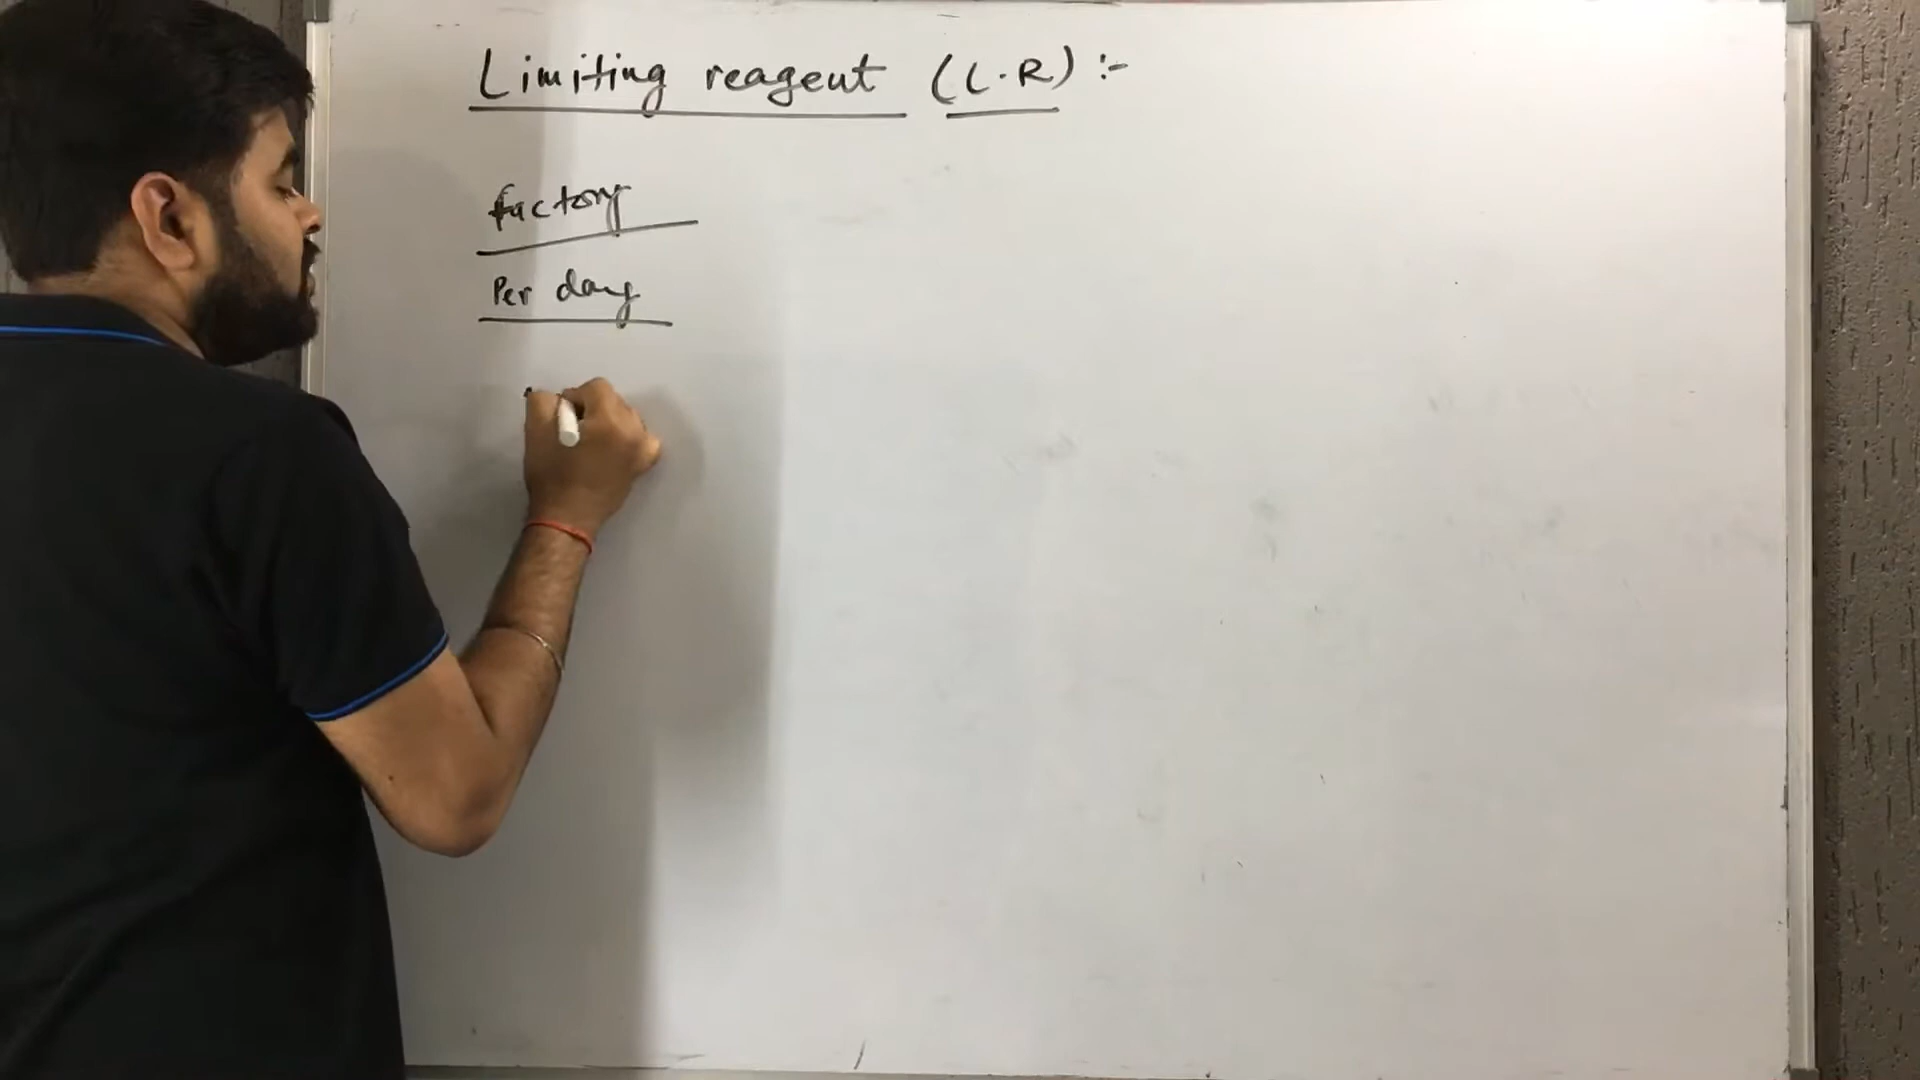 Limiting reagent (L.R) :-
factory
Per day